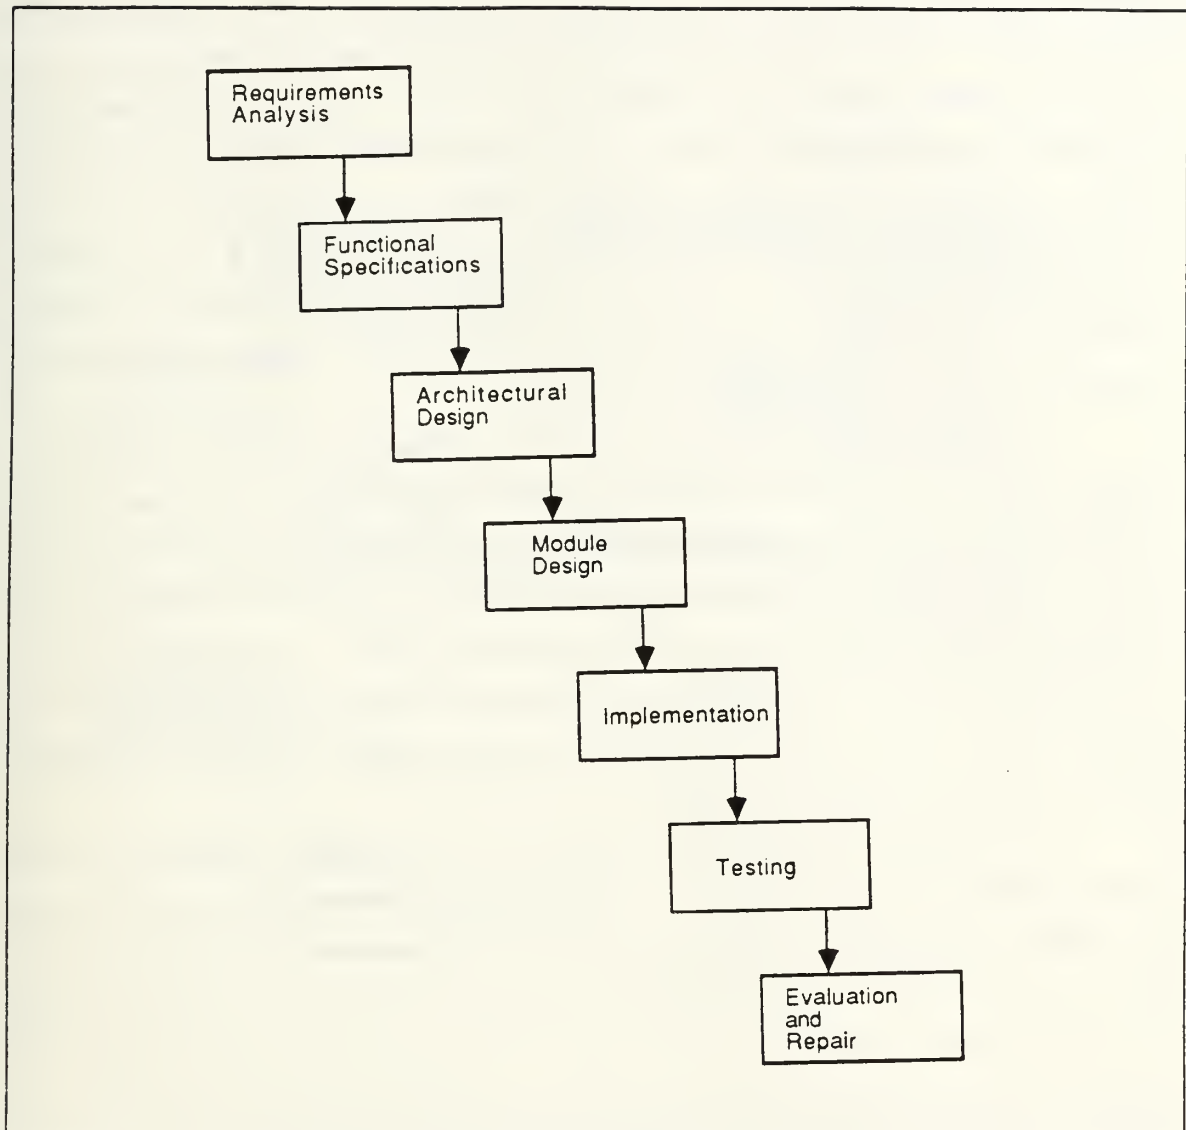 Requirements
Analysis
Functional
Specifications
Architectural
Design
Module
Design
Implementation
Testing
Evaluation
and
Repair